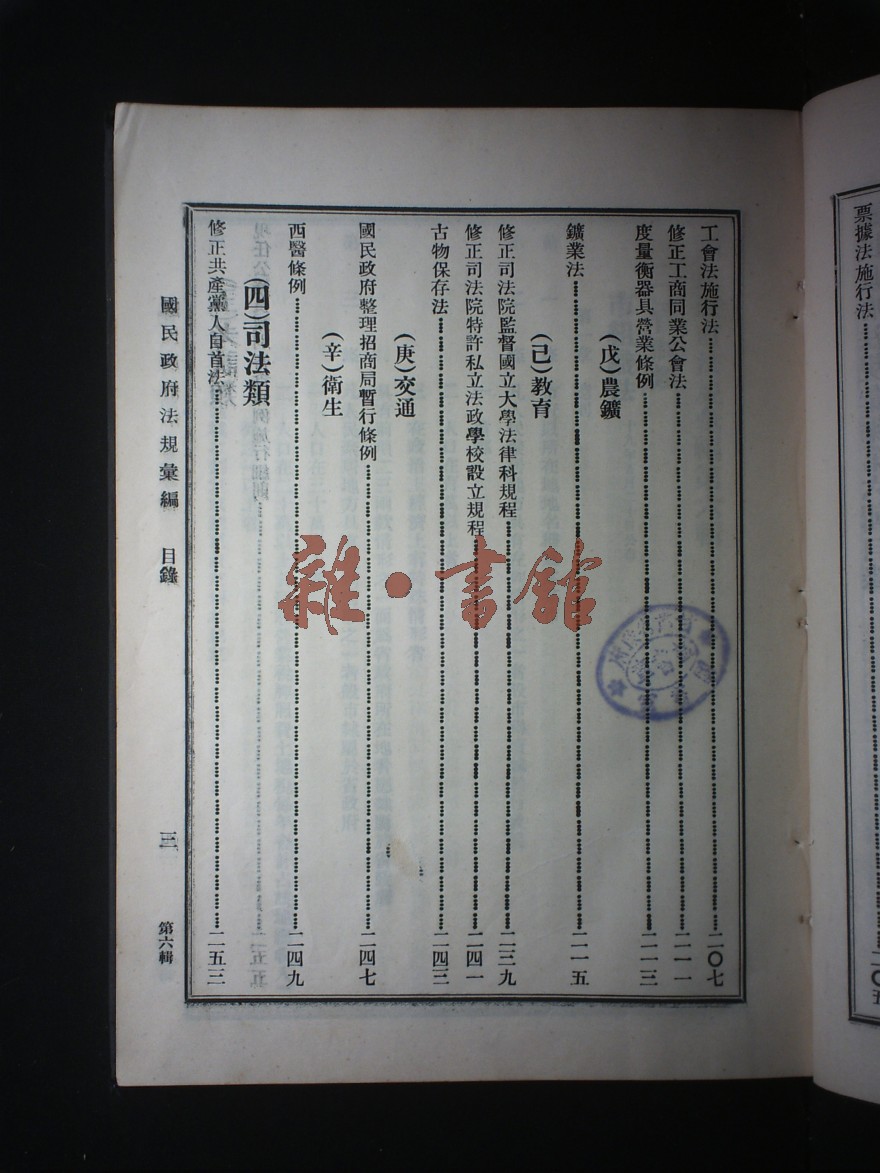 票據法施行法……二〇五
工會法施行法……二〇七
修正工商同業公會法……二一一
度量衡器具營業條例……二一三
(戊)農鑛
鑛業法……二一五
(己)教育
修正司法院監督國立大學法律科規程……二三九
修正司法院特許私立法政學校設立規程……二四一
古物保存法……二四三
(庚)交通
國民政府整理招商局暫行條例……二四七
(辛)衛生
西醫條例……二四九
(四)司法類
修正共產黨人自首法……二五三
國民政府法規彙編 目錄 三 第六輯
雜·書館